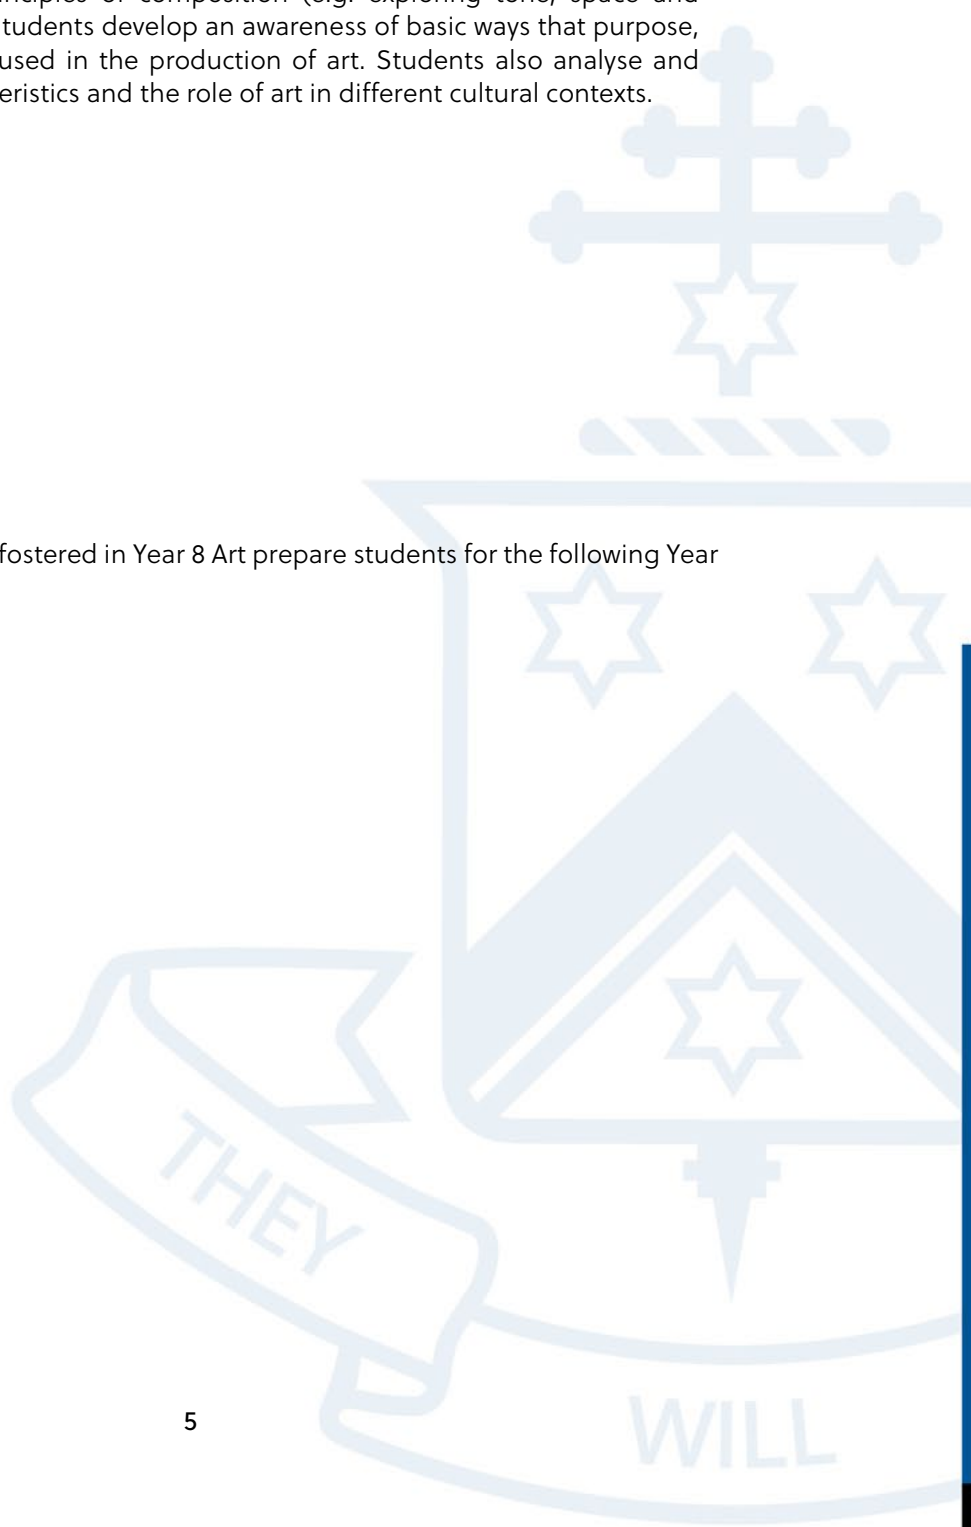 of composition (e.g. exploring tone, space and
tudents develop an awareness of basic ways that purpose,
used in the production of art. Students also analyse and
eristics and the role of art in different cultural contexts.
fostered in Year 8 Art prepare students for the following Year
THEY
WILL
5